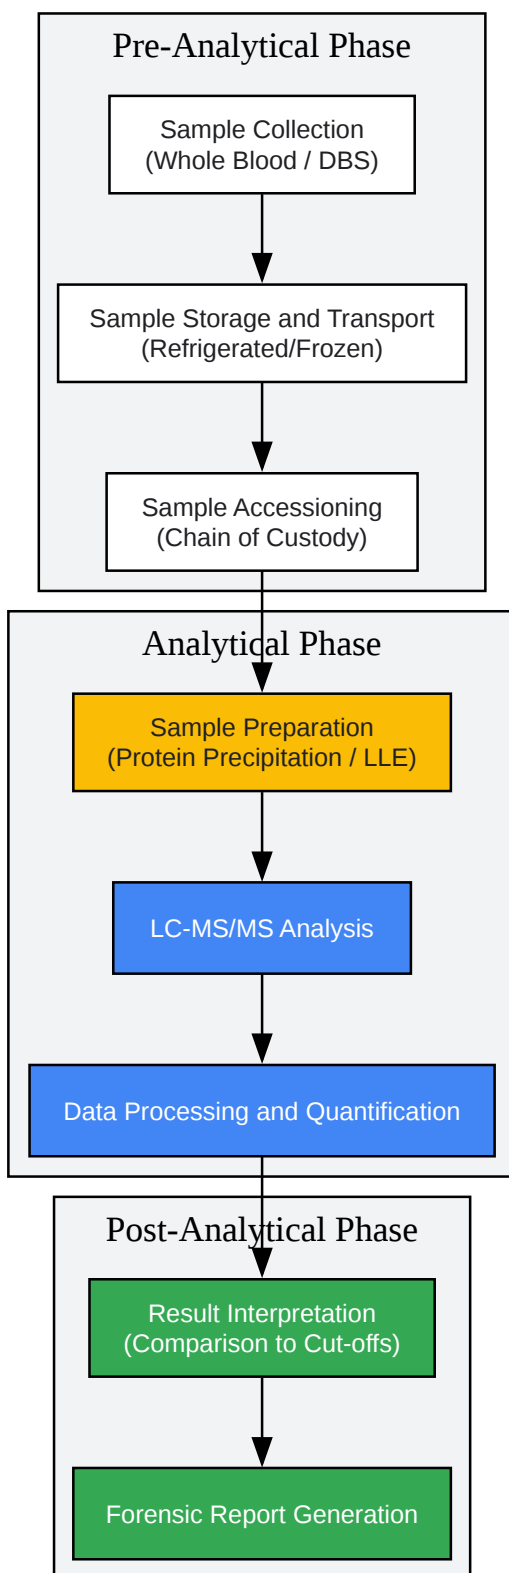 Pre-Analytical Phase
Sample Collection
(Whole Blood / DBS)
Sample Storage and Transport
(Refrigerated/Frozen)
Sample Accessioning
(Chain of Custody)
Analytical Phase
Sample Preparation
(Protein Precipitation / LLE)
LC-MS/MS Analysis
Data Processing and Quantification
Post-Analytical Phase
Result Interpretation
(Comparison to Cut-offs)
Forensic Report Generation